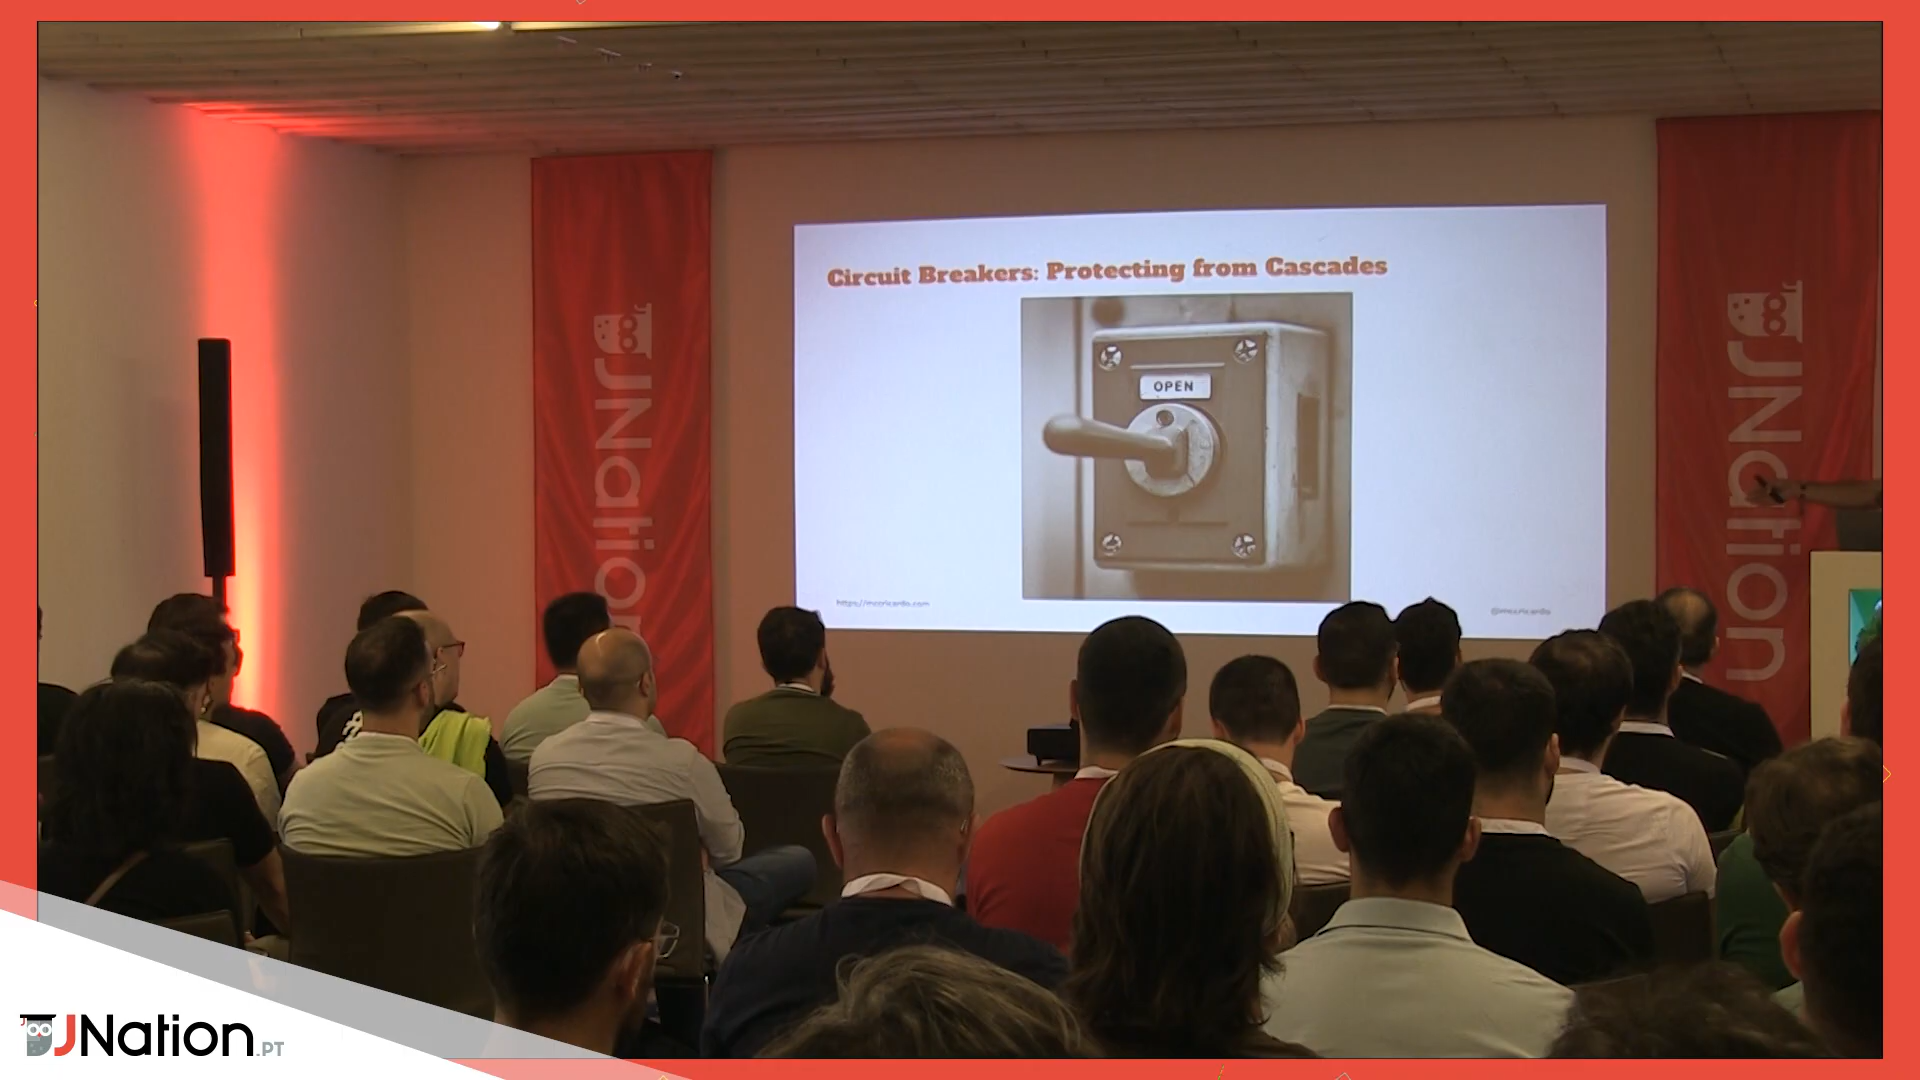 Circuit Breakers: Protecting from Cascades
OPEN
JNation
JNation
JNation.PT